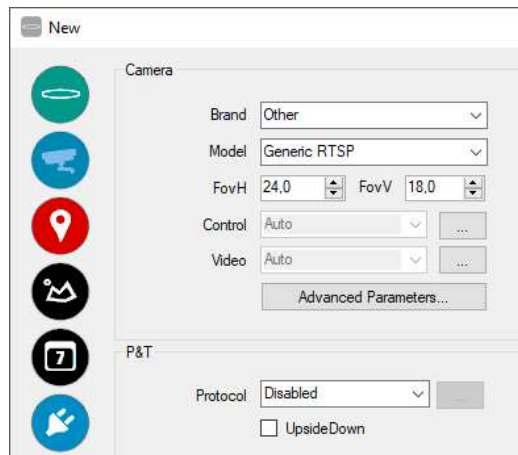 New
Camera
Brand Other
Model Generic RTSP
FovH 24,0 FovV 18,0
Control Auto ...
Video Auto ...
Advanced Parameters...
7
P&T
Protocol Disabled ...
UpsideDown